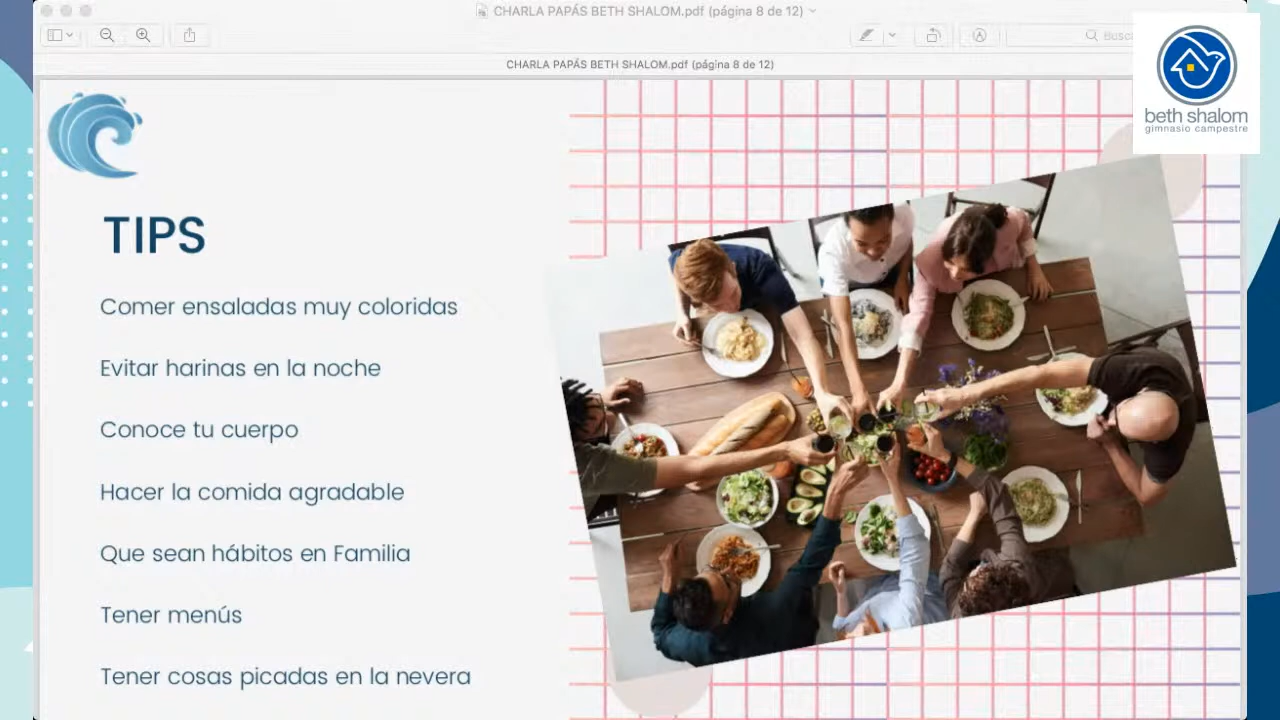 CHARLA PAPÁS BETH SHALOM.pdf (página 8 de 12)
Busc
CHARLA PAPÁS BETH SHALOM.pdf (página 8 de 12)
beth shalom
gimnasio campestre
TIPS
Comer ensaladas muy coloridas
Evitar harinas en la noche
Conoce tu cuerpo
Hacer la comida agradable
Que sean hábitos en Familia
Tener menús
Tener cosas picadas en la nevera